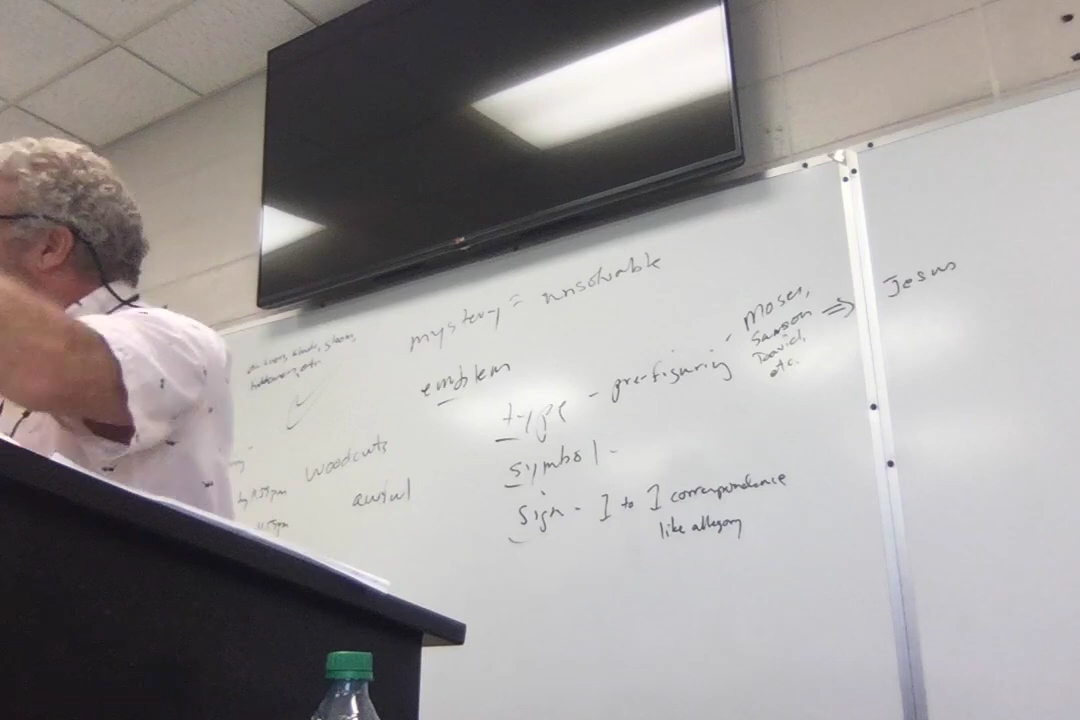 mystery = unsolvable
emblem
type - pre-figuring - Moses,
Samson
David,
etc.
⇒ Jesus
symbol -
sign - 1 to 1 correspondence
like allegory
woodcuts
awful